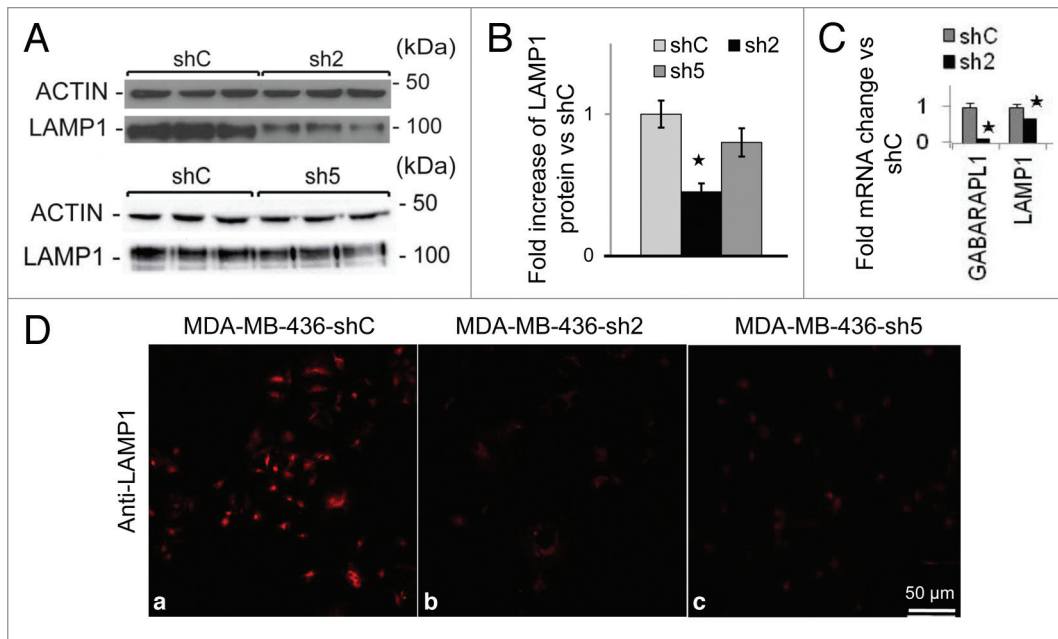 A
(kDa)
shC sh2
ACTIN - - 50
LAMP1 - - 100
(kDa)
shC sh5
ACTIN - - 50
LAMP1 - - 100
B
Fold increase of LAMP1
protein vs shC
shC sh2
sh5
1
★
0
C
Fold mRNA change vs
shC
shC
sh2
1
0
★ ★
GABARAPL1
LAMP1
D
MDA-MB-436-shC MDA-MB-436-sh2 MDA-MB-436-sh5
Anti-LAMP1
a b c
50 µm